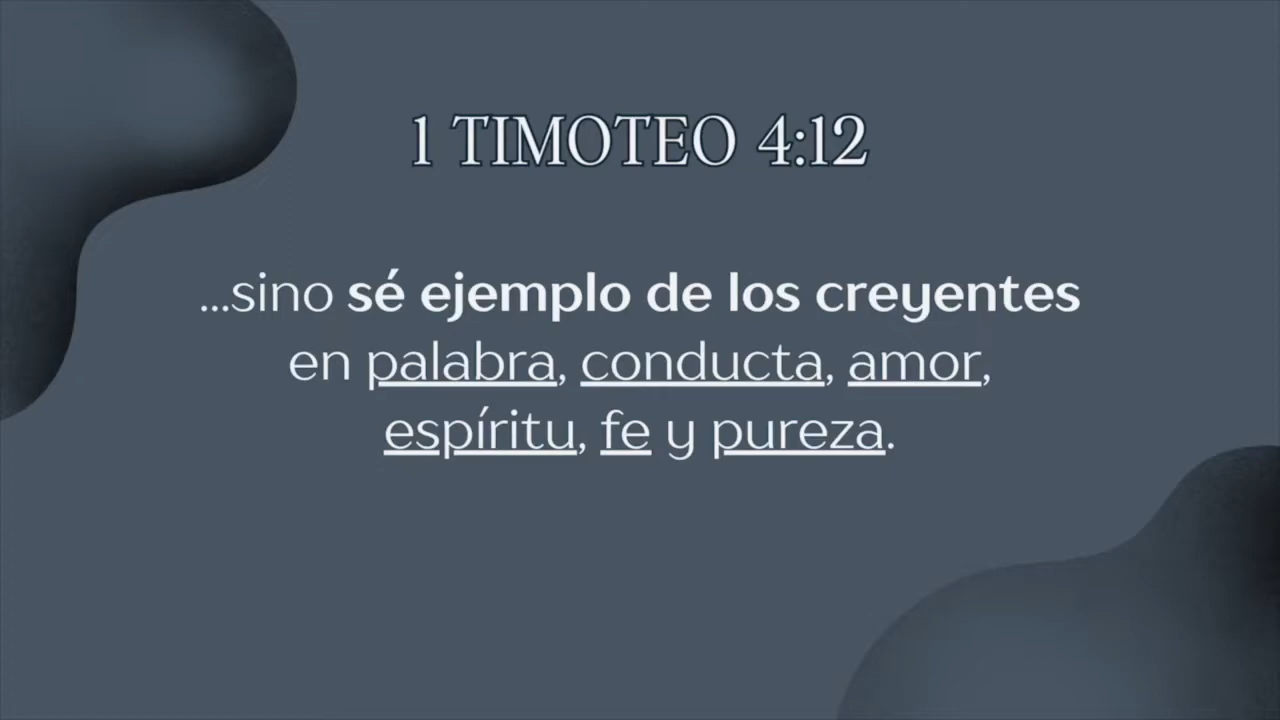 1 TIMOTEO 4:12
...sino sé ejemplo de los creyentes
en palabra, conducta, amor,
espíritu, fe y pureza.